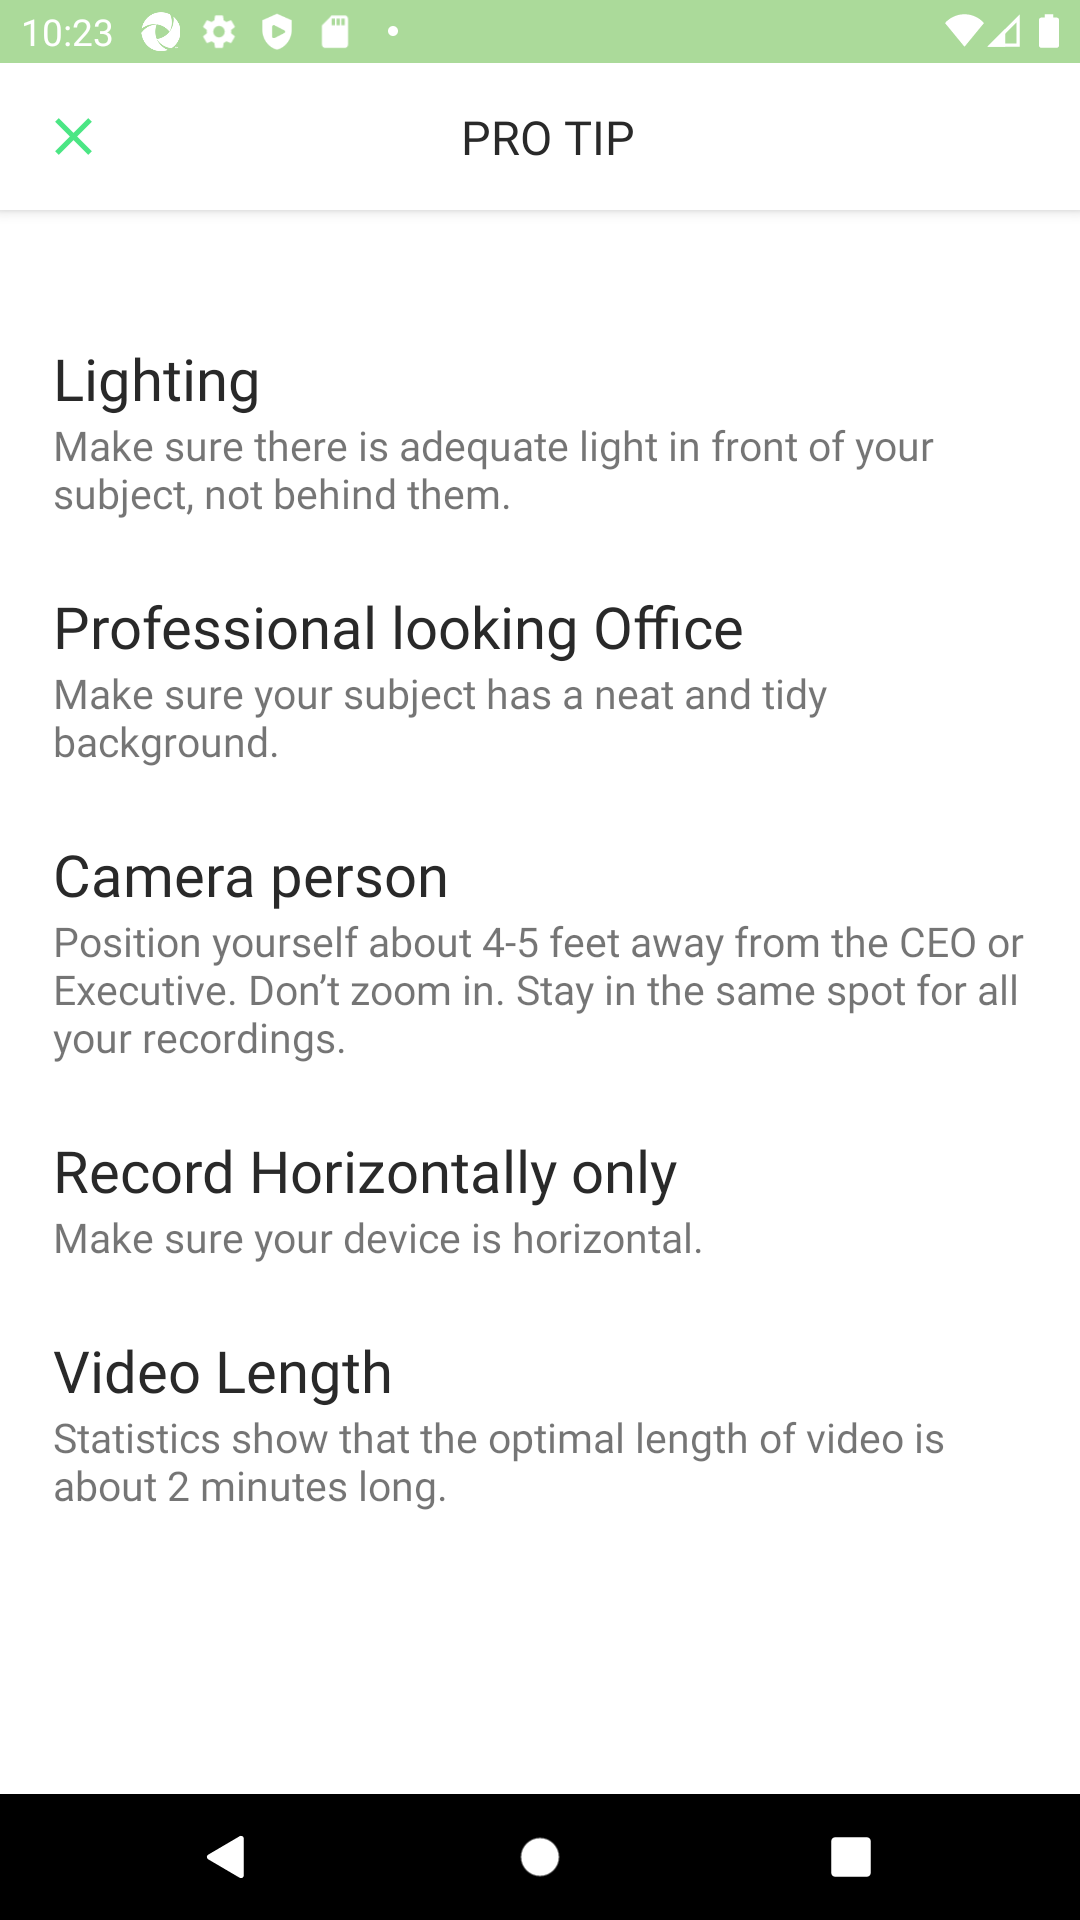 10:23
PRO TIP
Lighting
Make sure there is adequate light in front of your
subject, not behind them.
Professional looking Office
Make sure your subject has a neat and tidy
background.
Camera person
Position yourself about 4-5 feet away from the CEO or
Executive. Don’t zoom in. Stay in the same spot for all
your recordings.
Record Horizontally only
Make sure your device is horizontal.
Video Length
Statistics show that the optimal length of video is
about 2 minutes long.